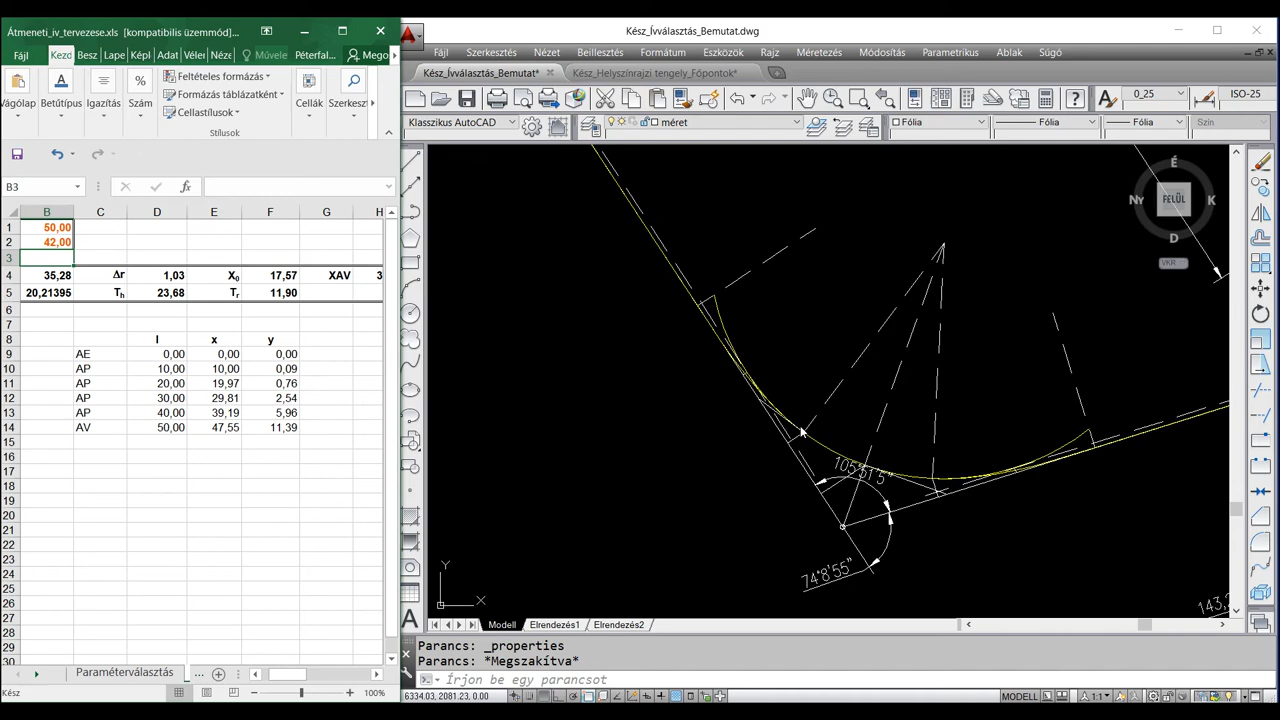 Átmeneti_iv_tervezese.xls [kompatibilis üzemmód] -
Fájl Kezd Besz Lape Képl Adat Véle Néz Művele Péterfal... Mego
Vágólap Betűtípus Igazítás Szám Feltételes formázás Formázás táblázatként Cellastílusok Stílusok Cellák Szerkesz
B3 fx
B C D E F G H
1 50,00
2 42,00
3
4 35,28 Δr 1,03 X0 17,57 XAV 3
5 20,21395 Th 23,68 Tr 11,90
6
7
8 l x y
9 AE 0,00 0,00 0,00
10 AP 10,00 10,00 0,09
11 AP 20,00 19,97 0,76
12 AP 30,00 29,81 2,54
13 AP 40,00 39,19 5,96
14 AV 50,00 47,55 11,39
15
16
17
18
19
20
21
22
23
24
25
26
27
28
29
30
Paraméterválasztás ...
Kész 100%
Kész_Ívválasztás_Bemutat.dwg
Fájl Szerkesztés Nézet Beillesztés Formátum Eszközök Rajz Méretezés Módosítás Parametrikus Ablak Súgó
Kész_Ívválasztás_Bemutat* Kész_Helyszínrajzi tengely_Főpontok*
0_25 ISO-25
Klasszikus AutoCAD méret Fólia Fólia Fólia Szín
É
Ny FELÜL K
D
VKR
105°51'5"
74°8'55"
143,2
Y
X
Modell Elrendezés1 Elrendezés2
Parancs: _properties
Parancs: *Megszakítva*
Írjon be egy parancsot
6334.03, 2081.23, 0.00 MODELL 1:1